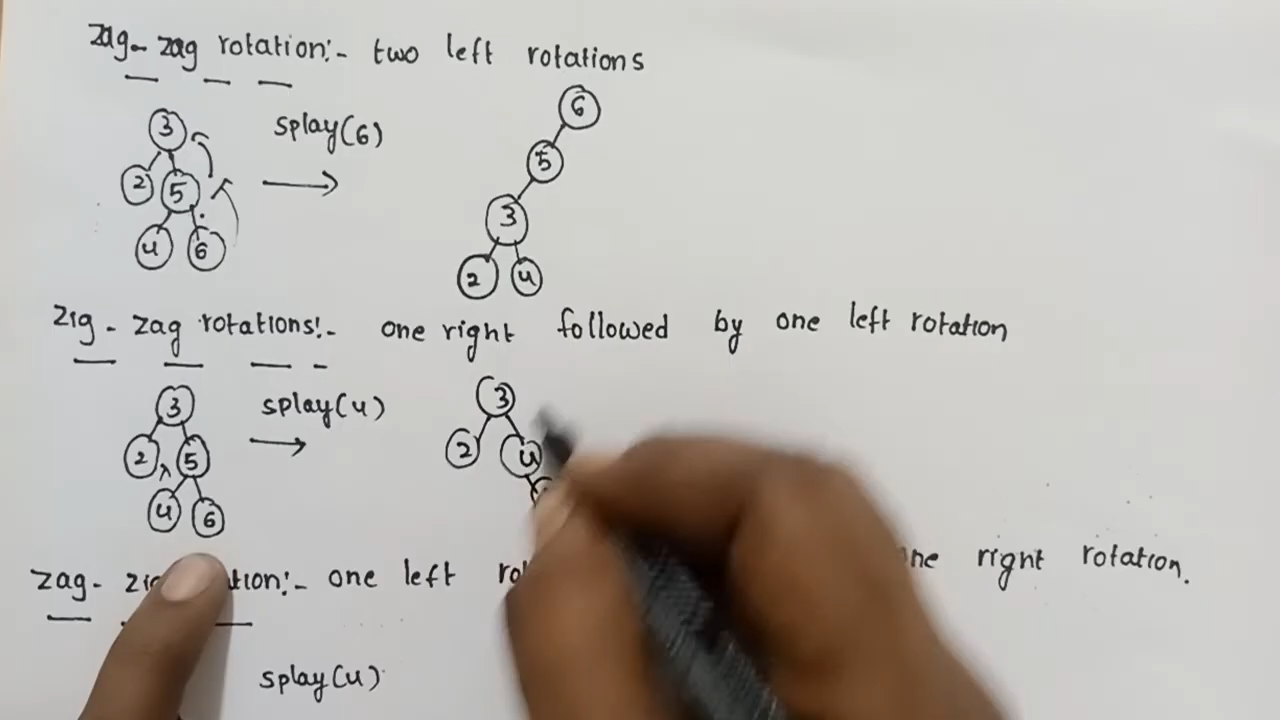 zag- zag rotation:- two left rotations
3
splay(6)
6
2 5
5
4 6
3
2 4
zig- zag rotations:- one right followed by one left rotation
3
splay(4)
3
2 5
2 4
4 6
zag- one left one right rotation.
splay(4)